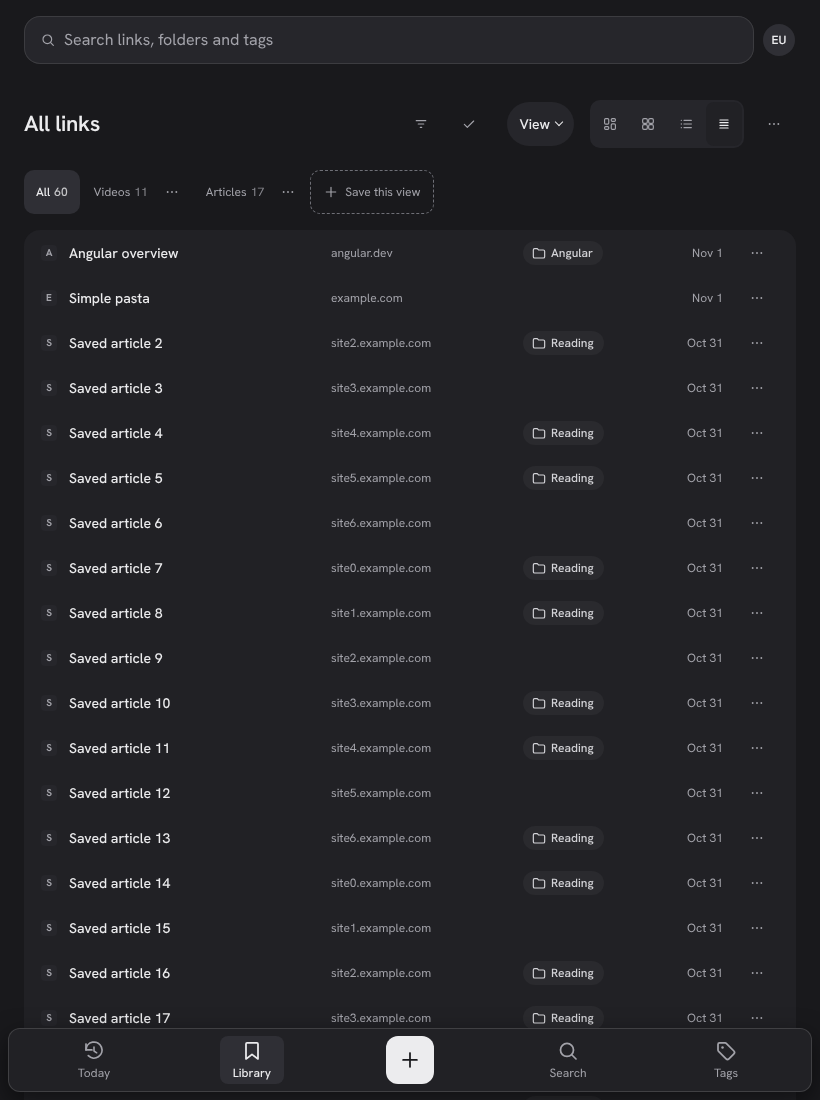 Search links, folders and tags
EU
All links
View
All 60
Videos 11
Articles 17
Save this view
A Angular overview angular.dev Angular Nov 1
E Simple pasta example.com Nov 1
S Saved article 2 site2.example.com Reading Oct 31
S Saved article 3 site3.example.com Oct 31
S Saved article 4 site4.example.com Reading Oct 31
S Saved article 5 site5.example.com Reading Oct 31
S Saved article 6 site6.example.com Oct 31
S Saved article 7 site0.example.com Reading Oct 31
S Saved article 8 site1.example.com Reading Oct 31
S Saved article 9 site2.example.com Oct 31
S Saved article 10 site3.example.com Reading Oct 31
S Saved article 11 site4.example.com Reading Oct 31
S Saved article 12 site5.example.com Oct 31
S Saved article 13 site6.example.com Reading Oct 31
S Saved article 14 site0.example.com Reading Oct 31
S Saved article 15 site1.example.com Oct 31
S Saved article 16 site2.example.com Reading Oct 31
S Saved article 17 site3.example.com Reading Oct 31
Today
Library
Search
Tags